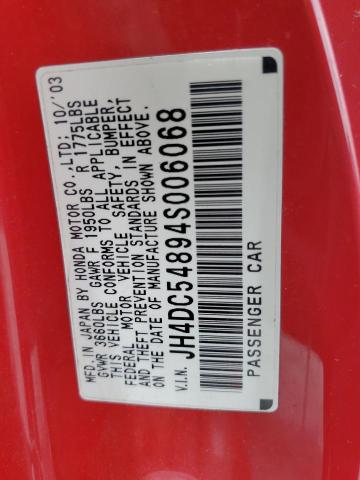 MFD. IN JAPAN BY HONDA MOTOR CO.,LTD; 10/'03
GVWR 3660LBS GAWR F 1950LBS R 1775LBS
THIS VEHICLE CONFORMS TO ALL APPLICABLE
FEDERAL MOTOR VEHICLE SAFETY, BUMPER,
AND THEFT PREVENTION STANDARDS IN EFFECT
ON THE DATE OF MANUFACTURE SHOWN ABOVE.
V.I.N. JH4DC54894S006068
PASSENGER CAR